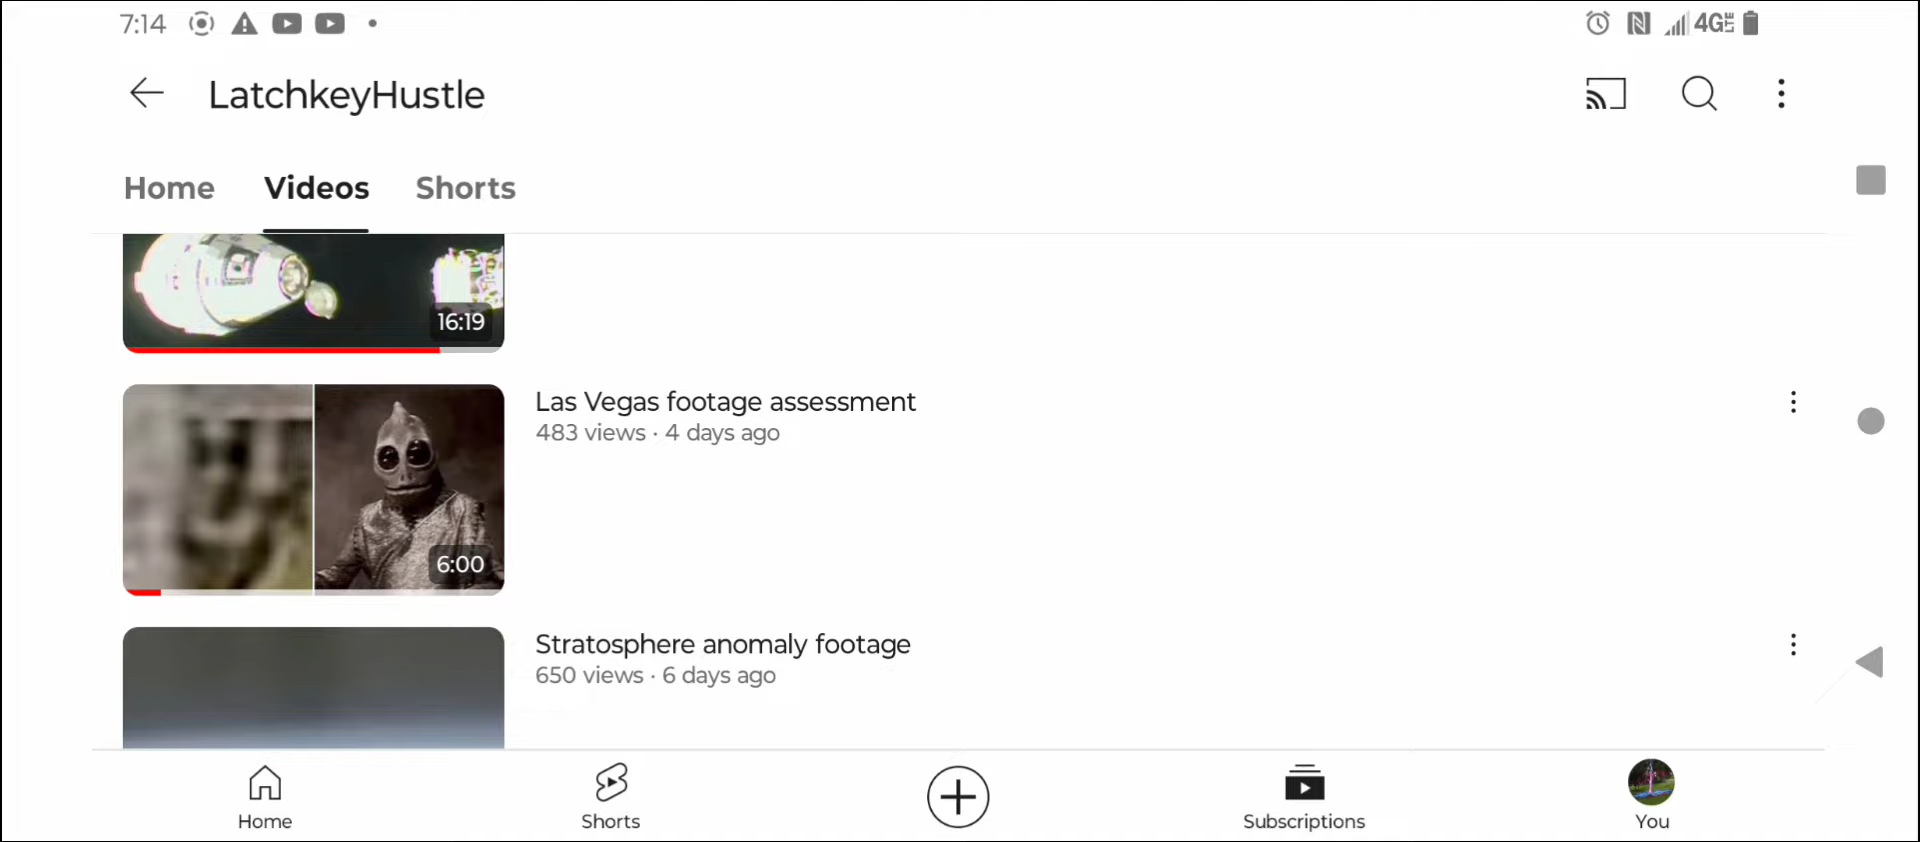 7:14
4G LTE
LatchkeyHustle
Home Videos Shorts
16:19
Las Vegas footage assessment
483 views · 4 days ago
6:00
Stratosphere anomaly footage
650 views · 6 days ago
Home Shorts Subscriptions You